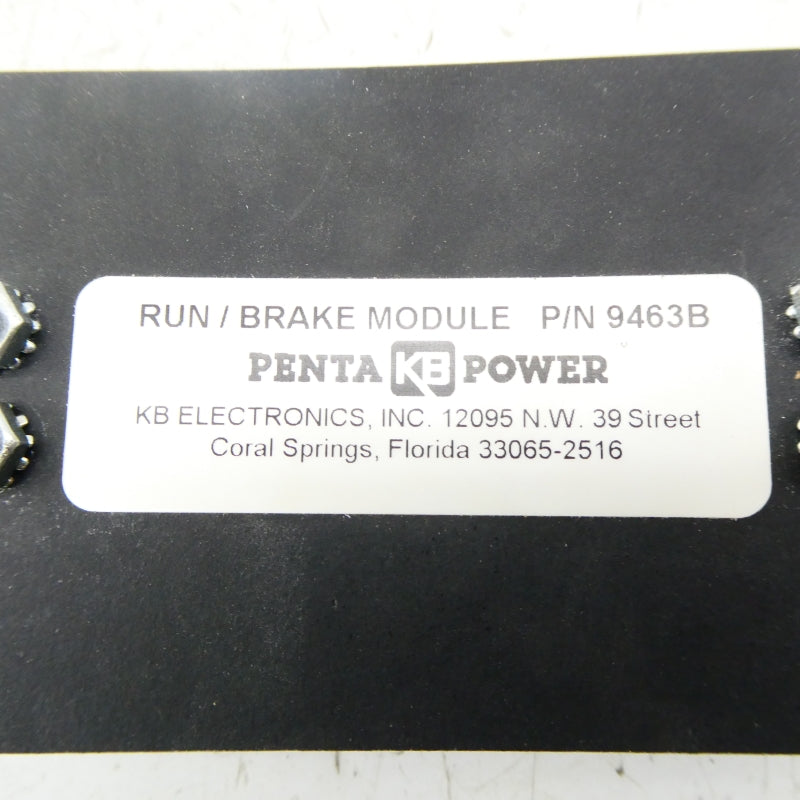 RUN / BRAKE MODULE P/N 9463B
PENTA KB POWER
KB ELECTRONICS, INC. 12095 N.W. 39 Street
Coral Springs, Florida 33065-2516